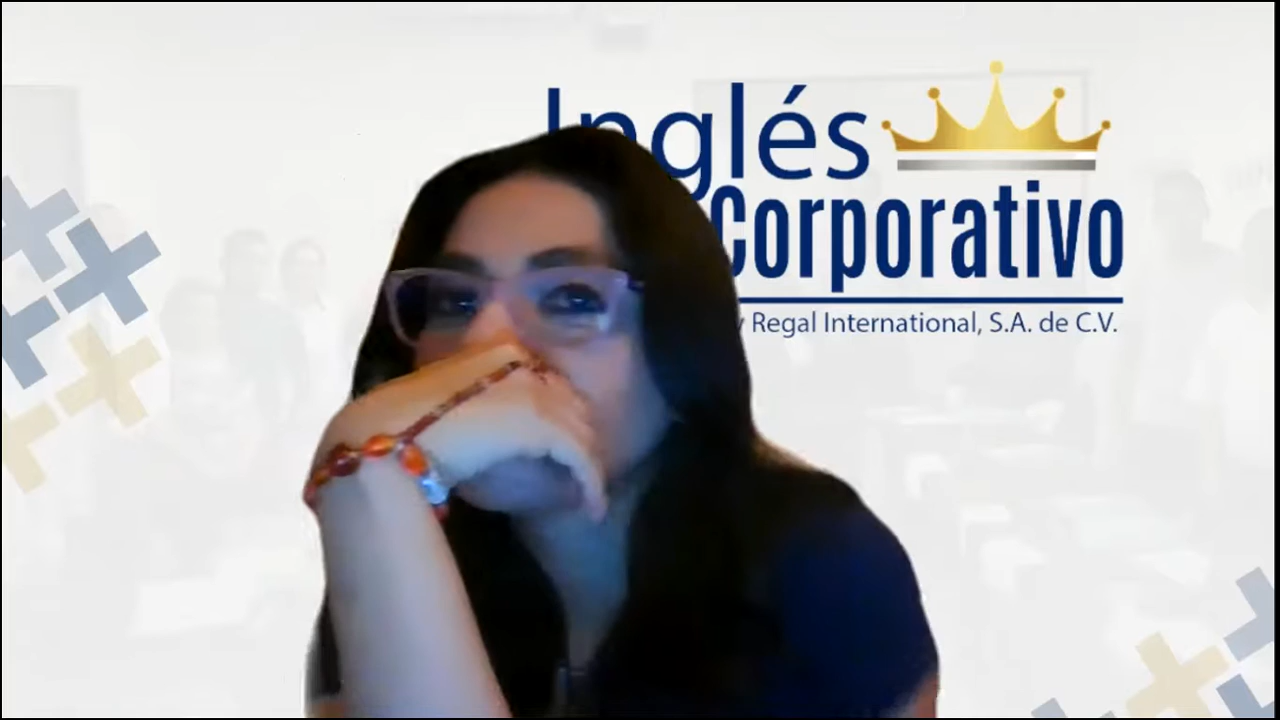 Inglés
Corporativo
y Regal International, S.A. de C.V.